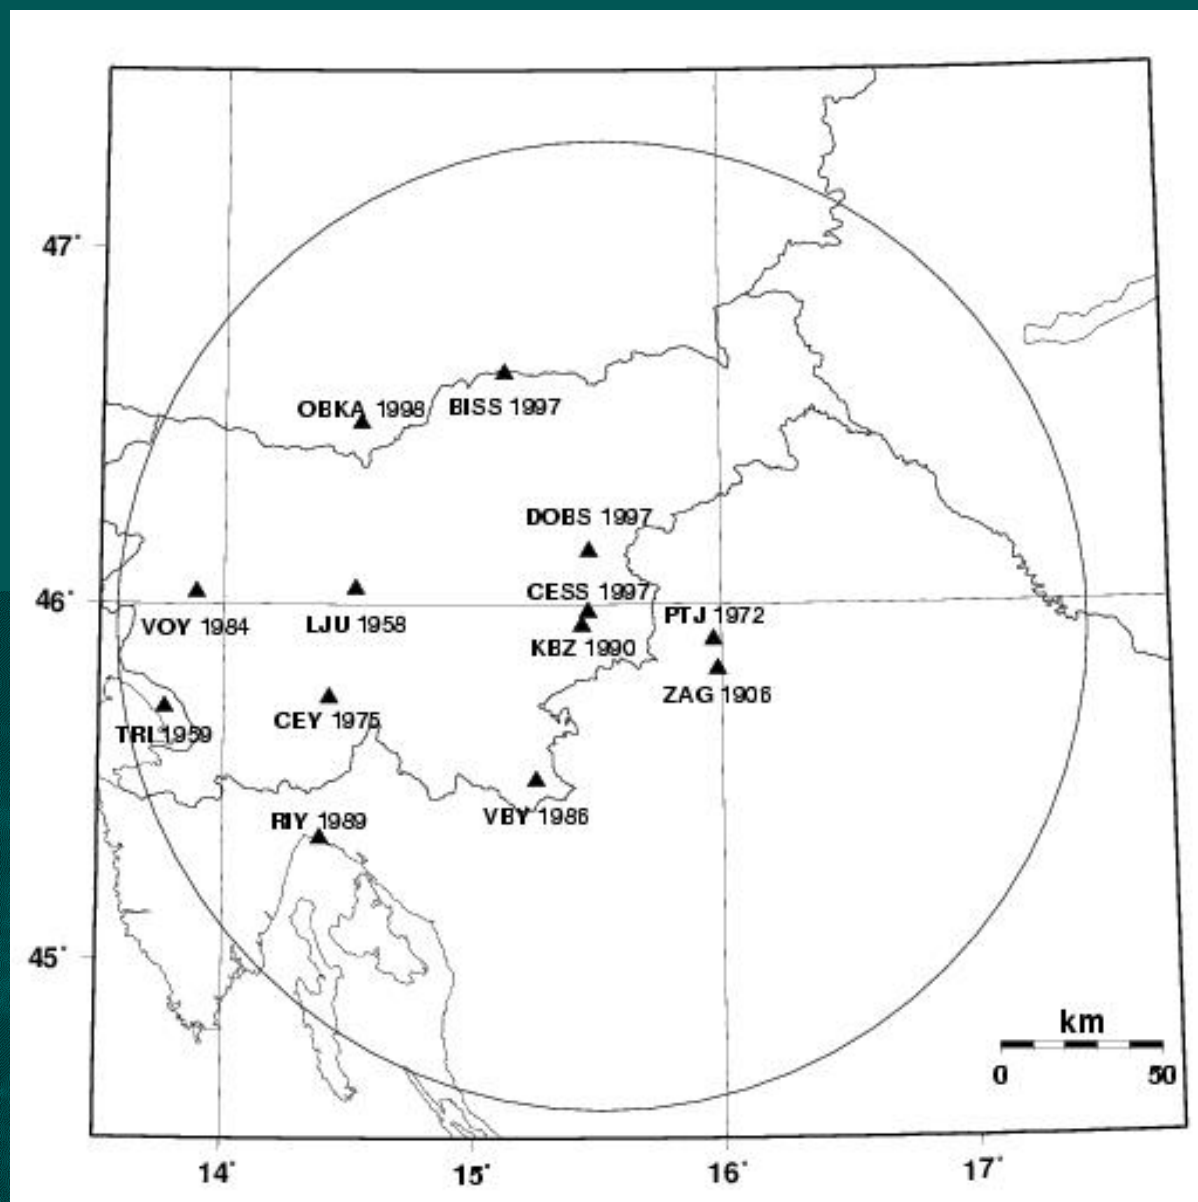 47°
OBKA 1998
BISS 1997
DOBS 1997
46°
CESS 1997
VOY 1984
LJU 1958
PTJ 1972
KBZ 1990
ZAG 1906
CEY 1975
TRI 1959
RIY 1989
VBY 1986
45°
km
0
50
14°
15°
16°
17°